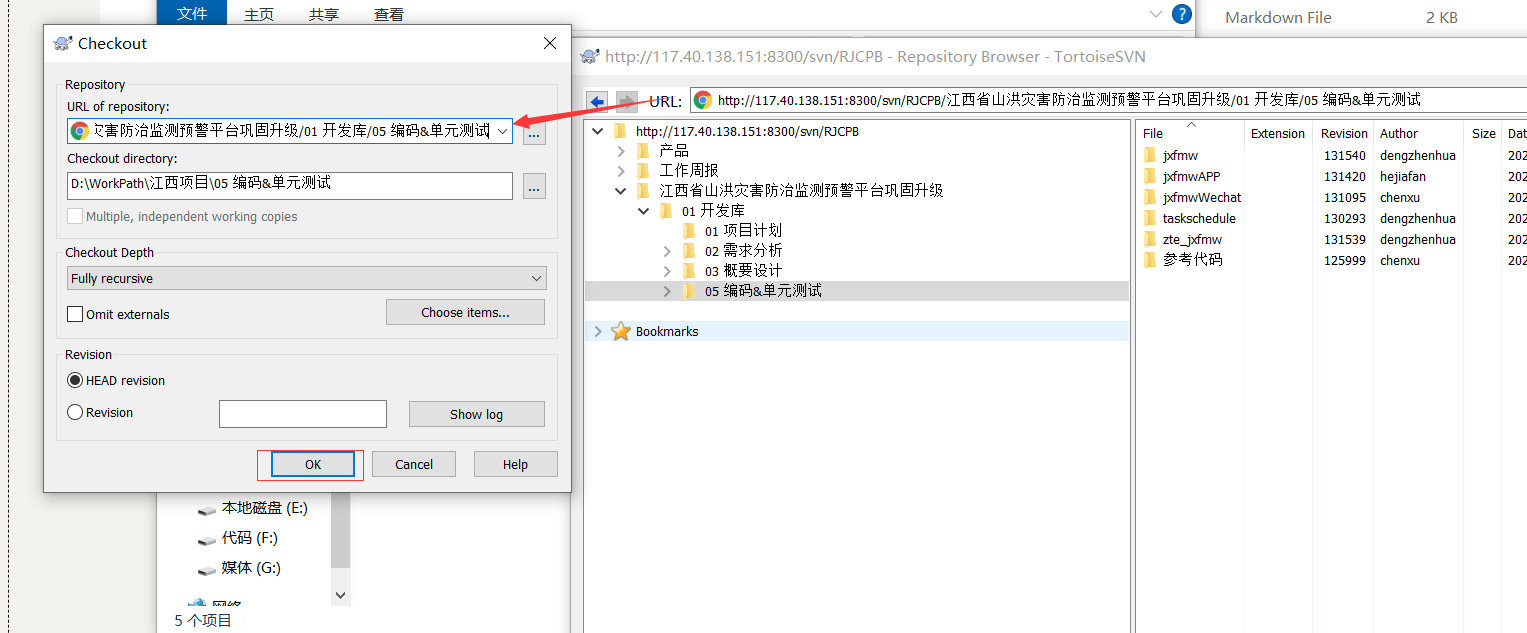 文件 主页 共享 查看
Markdown File 2 KB
Checkout
http://117.40.138.151:8300/svn/RJCPB - Repository Browser - TortoiseSVN
Repository
URL of repository:
灾害防治监测预警平台巩固升级/01 开发库/05 编码&单元测试
...
Checkout directory:
D:\WorkPath\江西项目\05 编码&单元测试
...
Multiple, independent working copies
Checkout Depth
Fully recursive
Omit externals
Choose items...
Revision
HEAD revision
Revision
Show log
OK Cancel Help
URL: http://117.40.138.151:8300/svn/RJCPB/江西省山洪灾害防治监测预警平台巩固升级/01 开发库/05 编码&单元测试
http://117.40.138.151:8300/svn/RJCPB
产品
工作周报
江西省山洪灾害防治监测预警平台巩固升级
01 开发库
01 项目计划
02 需求分析
03 概要设计
05 编码&单元测试
Bookmarks
File Extension Revision Author Size Dat
jxfmw 131540 dengzhenhua 202
jxfmwAPP 131420 hejiafan 202
jxfmwWechat 131095 chenxu 202
taskschedule 130293 dengzhenhua 202
zte_jxfmw 131539 dengzhenhua 202
参考代码 125999 chenxu 202
本地磁盘 (E:)
代码 (F:)
媒体 (G:)
网络
5 个项目